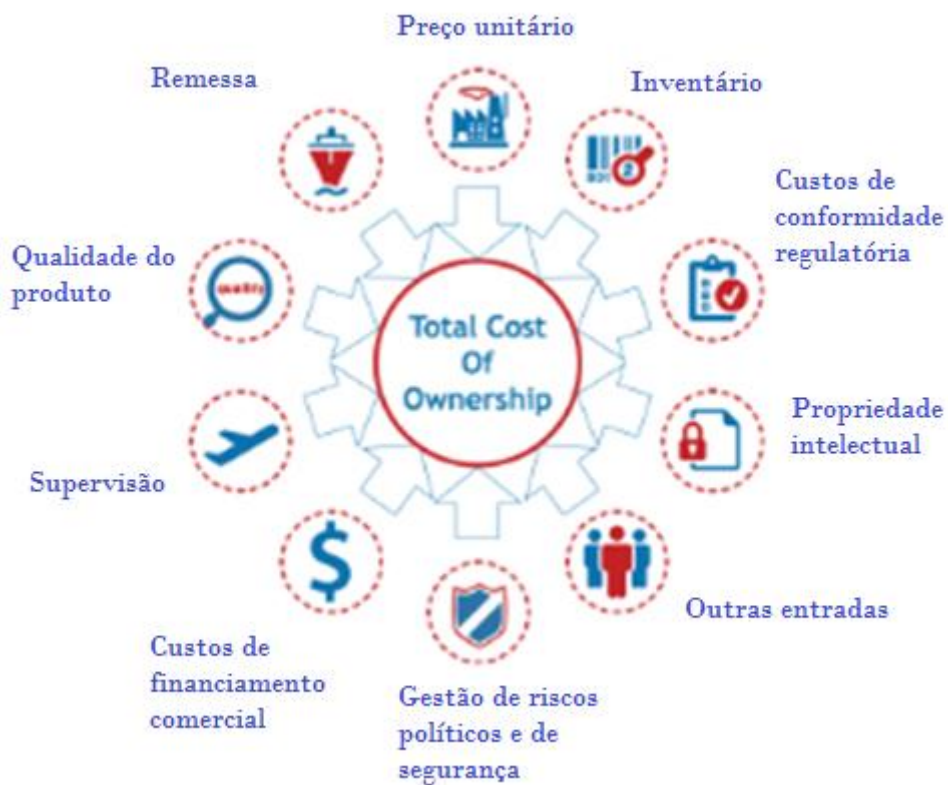 Preço unitário
Remessa
Inventário
Custos de
conformidade
regulatória
Qualidade do
produto
Total Cost
Of
Ownership
Propriedade
intelectual
Supervisão
Outras entradas
Custos de
financiamento
comercial
Gestão de riscos
políticos e de
segurança